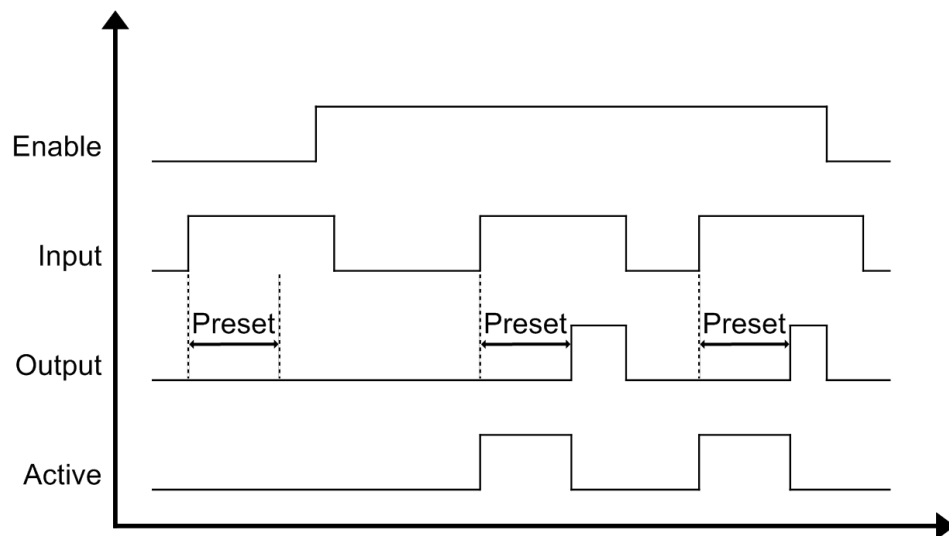 Enable
Input
Preset Preset Preset
Output
Active